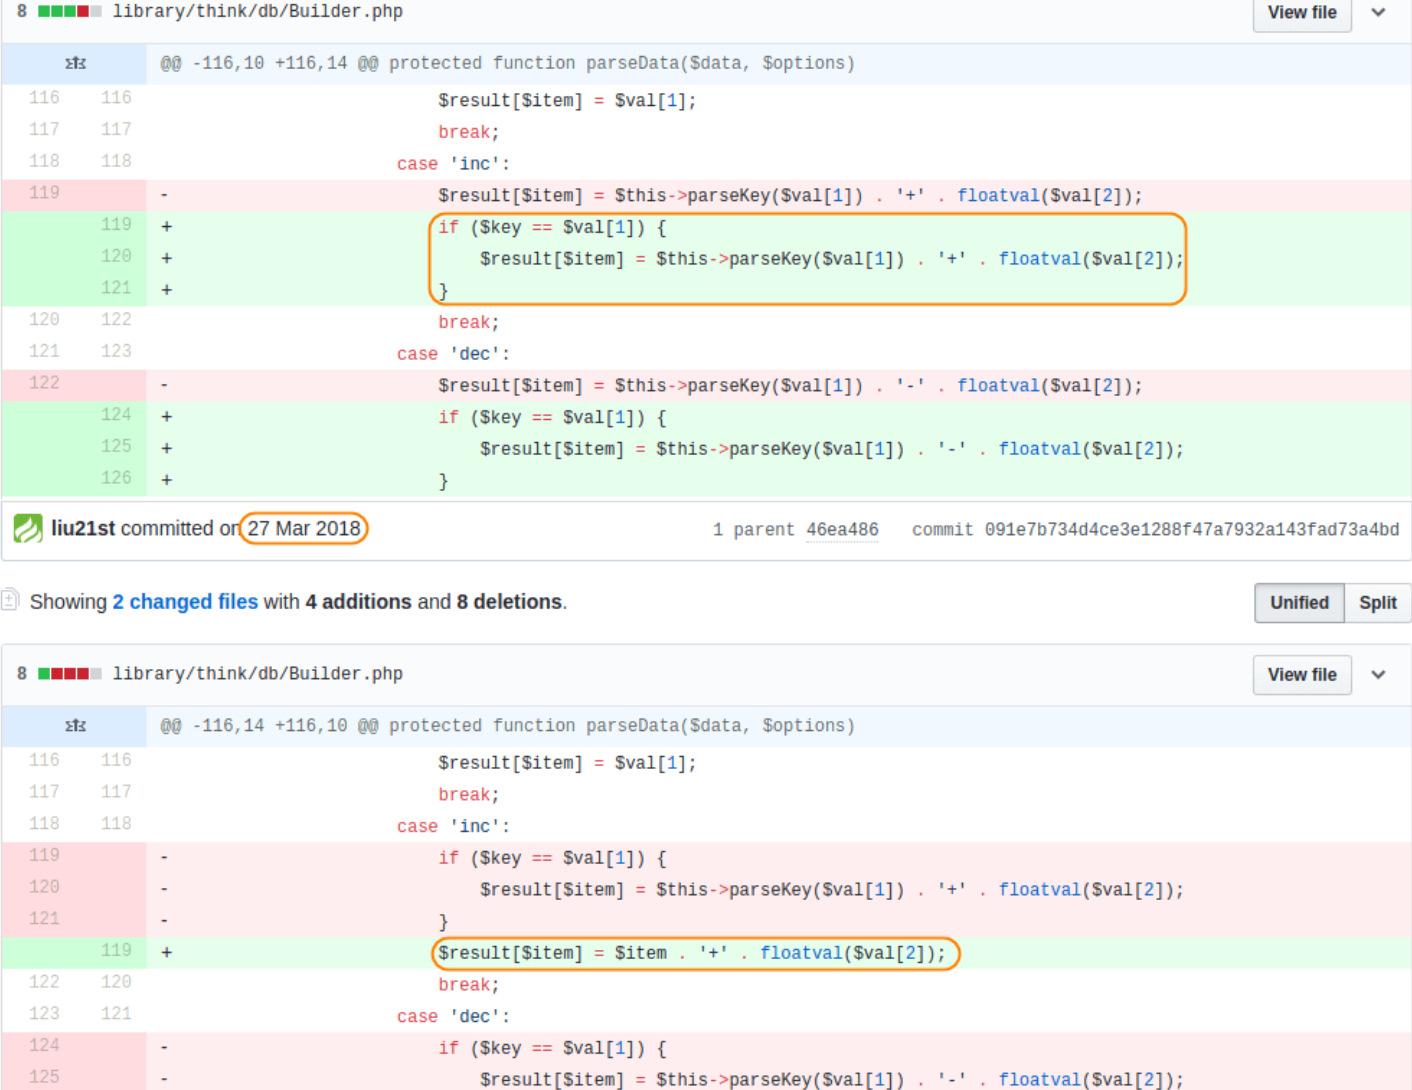 8 library/think/db/Builder.php View file
@@ -116,10 +116,14 @@ protected function parseData($data, $options)
116 116 $result[$item] = $val[1];
117 117 break;
118 118 case 'inc':
119 - $result[$item] = $this->parseKey($val[1]) . '+' . floatval($val[2]);
119 + if ($key == $val[1]) {
120 + $result[$item] = $this->parseKey($val[1]) . '+' . floatval($val[2]);
121 + }
120 122 break;
121 123 case 'dec':
122 - $result[$item] = $this->parseKey($val[1]) . '-' . floatval($val[2]);
124 + if ($key == $val[1]) {
125 + $result[$item] = $this->parseKey($val[1]) . '-' . floatval($val[2]);
126 + }
liu21st committed on 27 Mar 2018 1 parent 46ea486 commit 091e7b734d4ce3e1288f47a7932a143fad73a4bd
Showing 2 changed files with 4 additions and 8 deletions. Unified Split
8 library/think/db/Builder.php View file
@@ -116,14 +116,10 @@ protected function parseData($data, $options)
116 116 $result[$item] = $val[1];
117 117 break;
118 118 case 'inc':
119 - if ($key == $val[1]) {
120 - $result[$item] = $this->parseKey($val[1]) . '+' . floatval($val[2]);
121 - }
119 + $result[$item] = $item . '+' . floatval($val[2]);
122 120 break;
123 121 case 'dec':
124 - if ($key == $val[1]) {
125 - $result[$item] = $this->parseKey($val[1]) . '-' . floatval($val[2]);